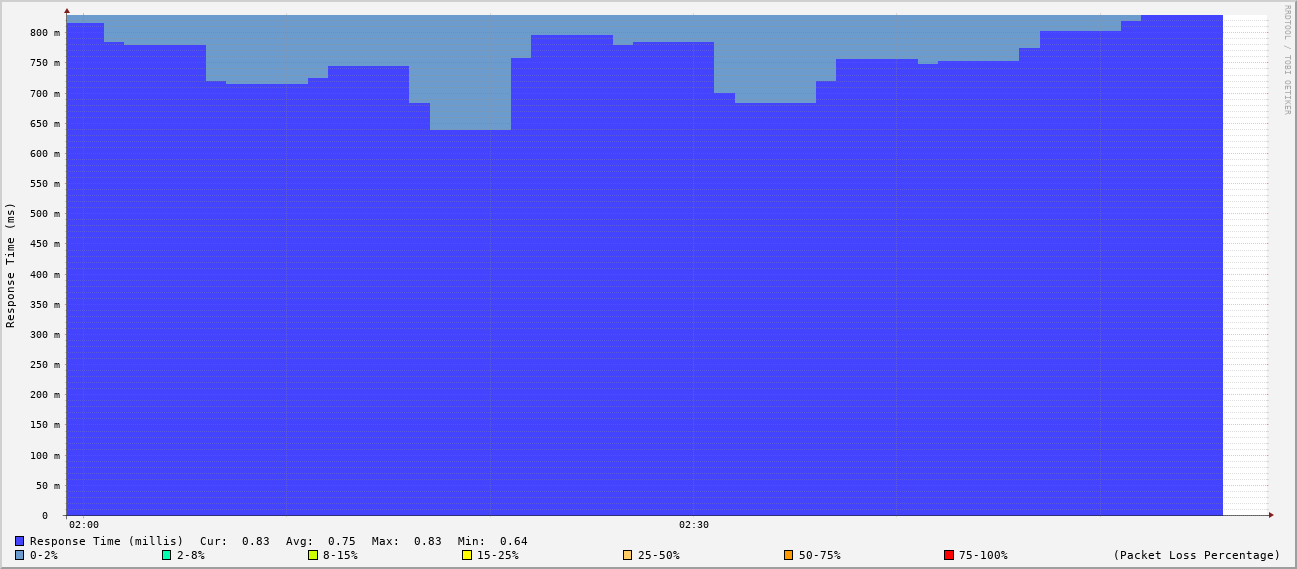 RRDTOOL / TOBI OETIKER
Response Time (ms)
800 m
750 m
700 m
650 m
600 m
550 m
500 m
450 m
400 m
350 m
300 m
250 m
200 m
150 m
100 m
50 m
0
02:00 02:30
Response Time (millis) Cur: 0.83 Avg: 0.75 Max: 0.83 Min: 0.64
0-2% 2-8% 8-15% 15-25% 25-50% 50-75% 75-100% (Packet Loss Percentage)